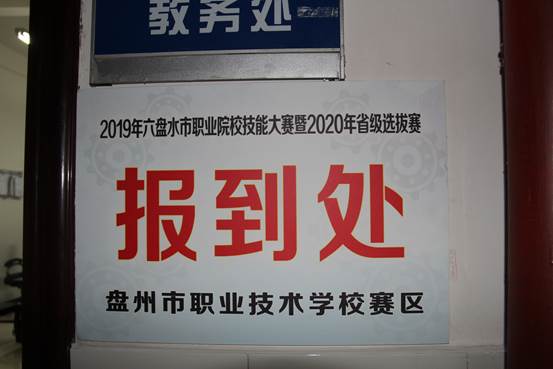 教务处
2019年六盘水市职业院校技能大赛暨2020年省级选拔赛
报到处
盘州市职业技术学校赛区